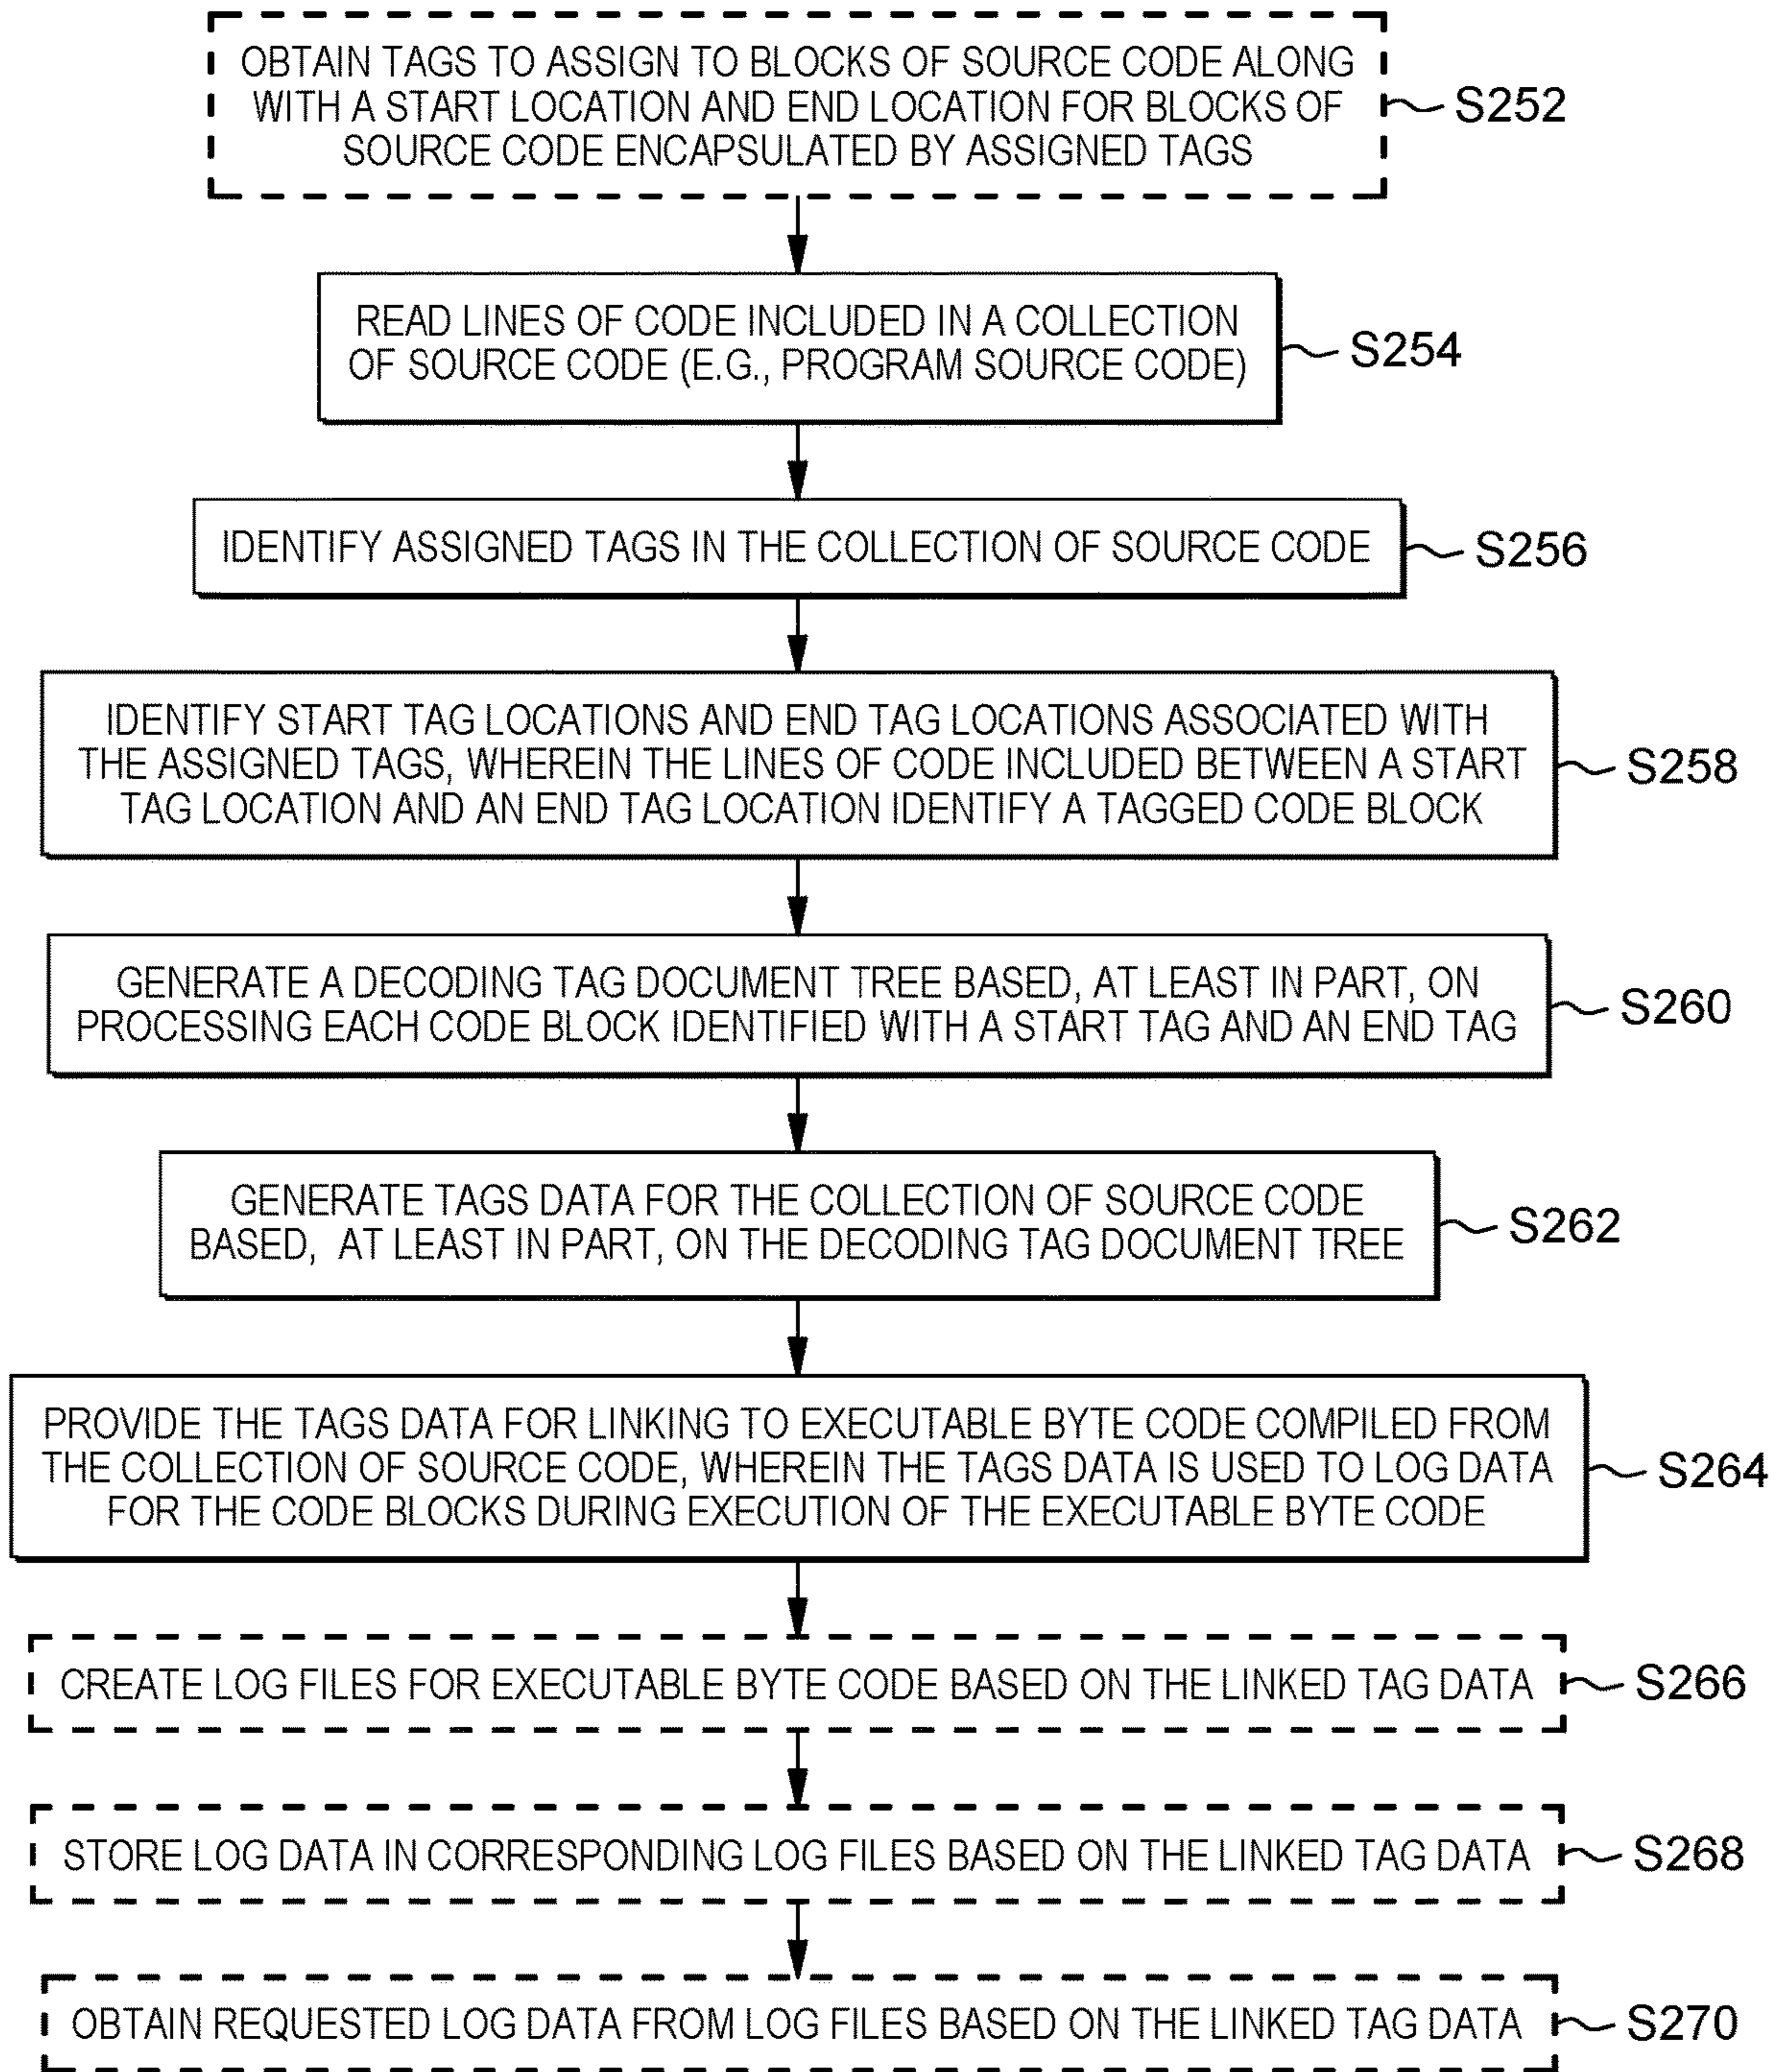 OBTAIN TAGS TO ASSIGN TO BLOCKS OF SOURCE CODE ALONG
WITH A START LOCATION AND END LOCATION FOR BLOCKS OF
SOURCE CODE ENCAPSULATED BY ASSIGNED TAGS
S252
READ LINES OF CODE INCLUDED IN A COLLECTION
OF SOURCE CODE (E.G., PROGRAM SOURCE CODE)
S254
IDENTIFY ASSIGNED TAGS IN THE COLLECTION OF SOURCE CODE
S256
IDENTIFY START TAG LOCATIONS AND END TAG LOCATIONS ASSOCIATED WITH
THE ASSIGNED TAGS, WHEREIN THE LINES OF CODE INCLUDED BETWEEN A START
TAG LOCATION AND AN END TAG LOCATION IDENTIFY A TAGGED CODE BLOCK
S258
GENERATE A DECODING TAG DOCUMENT TREE BASED, AT LEAST IN PART, ON
PROCESSING EACH CODE BLOCK IDENTIFIED WITH A START TAG AND AN END TAG
S260
GENERATE TAGS DATA FOR THE COLLECTION OF SOURCE CODE
BASED, AT LEAST IN PART, ON THE DECODING TAG DOCUMENT TREE
S262
PROVIDE THE TAGS DATA FOR LINKING TO EXECUTABLE BYTE CODE COMPILED FROM
THE COLLECTION OF SOURCE CODE, WHEREIN THE TAGS DATA IS USED TO LOG DATA
FOR THE CODE BLOCKS DURING EXECUTION OF THE EXECUTABLE BYTE CODE
S264
CREATE LOG FILES FOR EXECUTABLE BYTE CODE BASED ON THE LINKED TAG DATA
S266
STORE LOG DATA IN CORRESPONDING LOG FILES BASED ON THE LINKED TAG DATA
S268
OBTAIN REQUESTED LOG DATA FROM LOG FILES BASED ON THE LINKED TAG DATA
S270